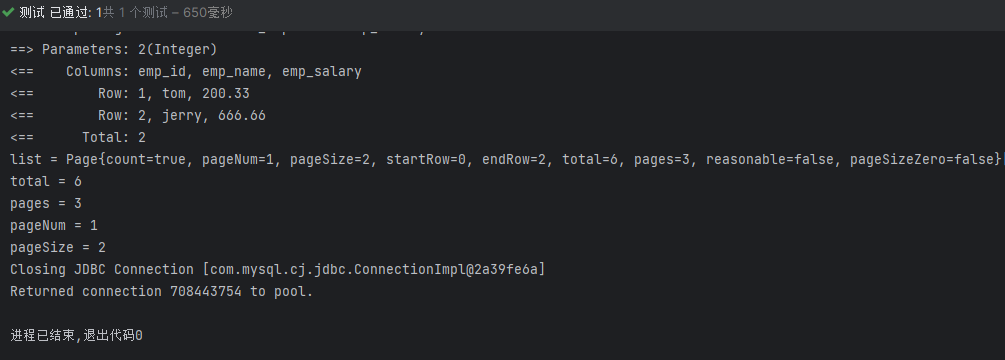 测试 已通过: 1共 1 个测试 – 650毫秒
==> Parameters: 2(Integer)
<==    Columns: emp_id, emp_name, emp_salary
<==        Row: 1, tom, 200.33
<==        Row: 2, jerry, 666.66
<==      Total: 2
list = Page{count=true, pageNum=1, pageSize=2, startRow=0, endRow=2, total=6, pages=3, reasonable=false, pageSizeZero=false}
total = 6
pages = 3
pageNum = 1
pageSize = 2
Closing JDBC Connection [com.mysql.cj.jdbc.ConnectionImpl@2a39fe6a]
Returned connection 708443754 to pool.
进程已结束,退出代码0